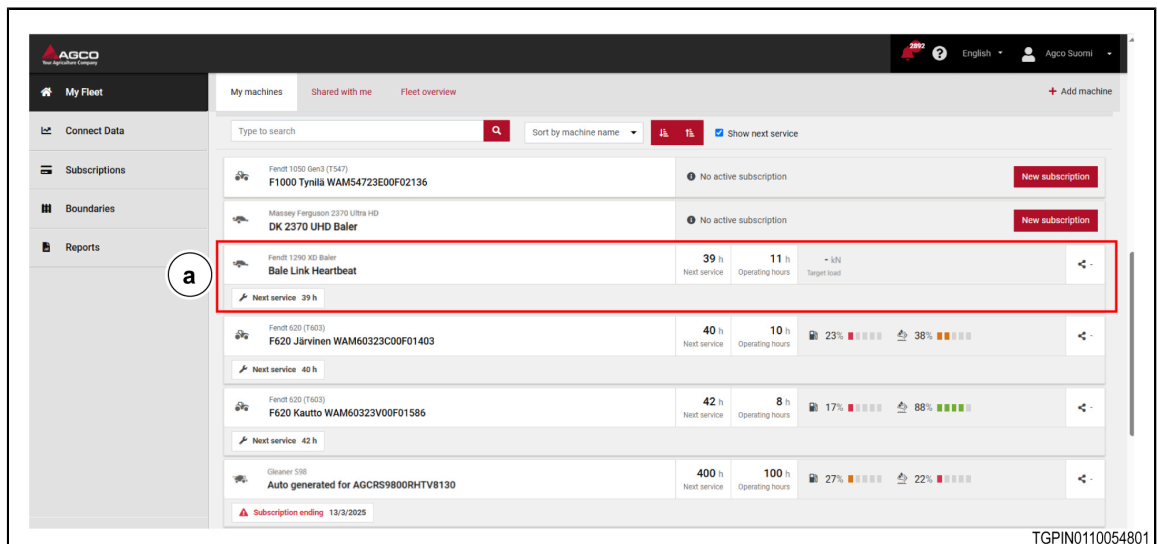 AGCO
Your Agriculture Company
2892
?
English
Agco Suomi
My Fleet
Connect Data
Subscriptions
Boundaries
Reports
My machines Shared with me Fleet overview
+ Add machine
Type to search
Sort by machine name
Show next service
Fendt 1050 Gen3 (T547)
F1000 Tynilä WAM54723E00F02136
No active subscription
New subscription
Massey Ferguson 2370 Ultra HD
DK 2370 UHD Baler
No active subscription
New subscription
a
Fendt 1290 XD Baler
Bale Link Heartbeat
39 h
Next service
11 h
Operating hours
- kN
Target load
-
Next service 39 h
Fendt 620 (T603)
F620 Järvinen WAM60323C00F01403
40 h
Next service
10 h
Operating hours
23%
38%
-
Next service 40 h
Fendt 620 (T603)
F620 Kautto WAM60323V00F01586
42 h
Next service
8 h
Operating hours
17%
88%
-
Next service 42 h
Gleaner S98
Auto generated for AGCRS9800RHTV8130
400 h
Next service
100 h
Operating hours
27%
22%
-
Subscription ending 13/3/2025
TGPIN0110054801